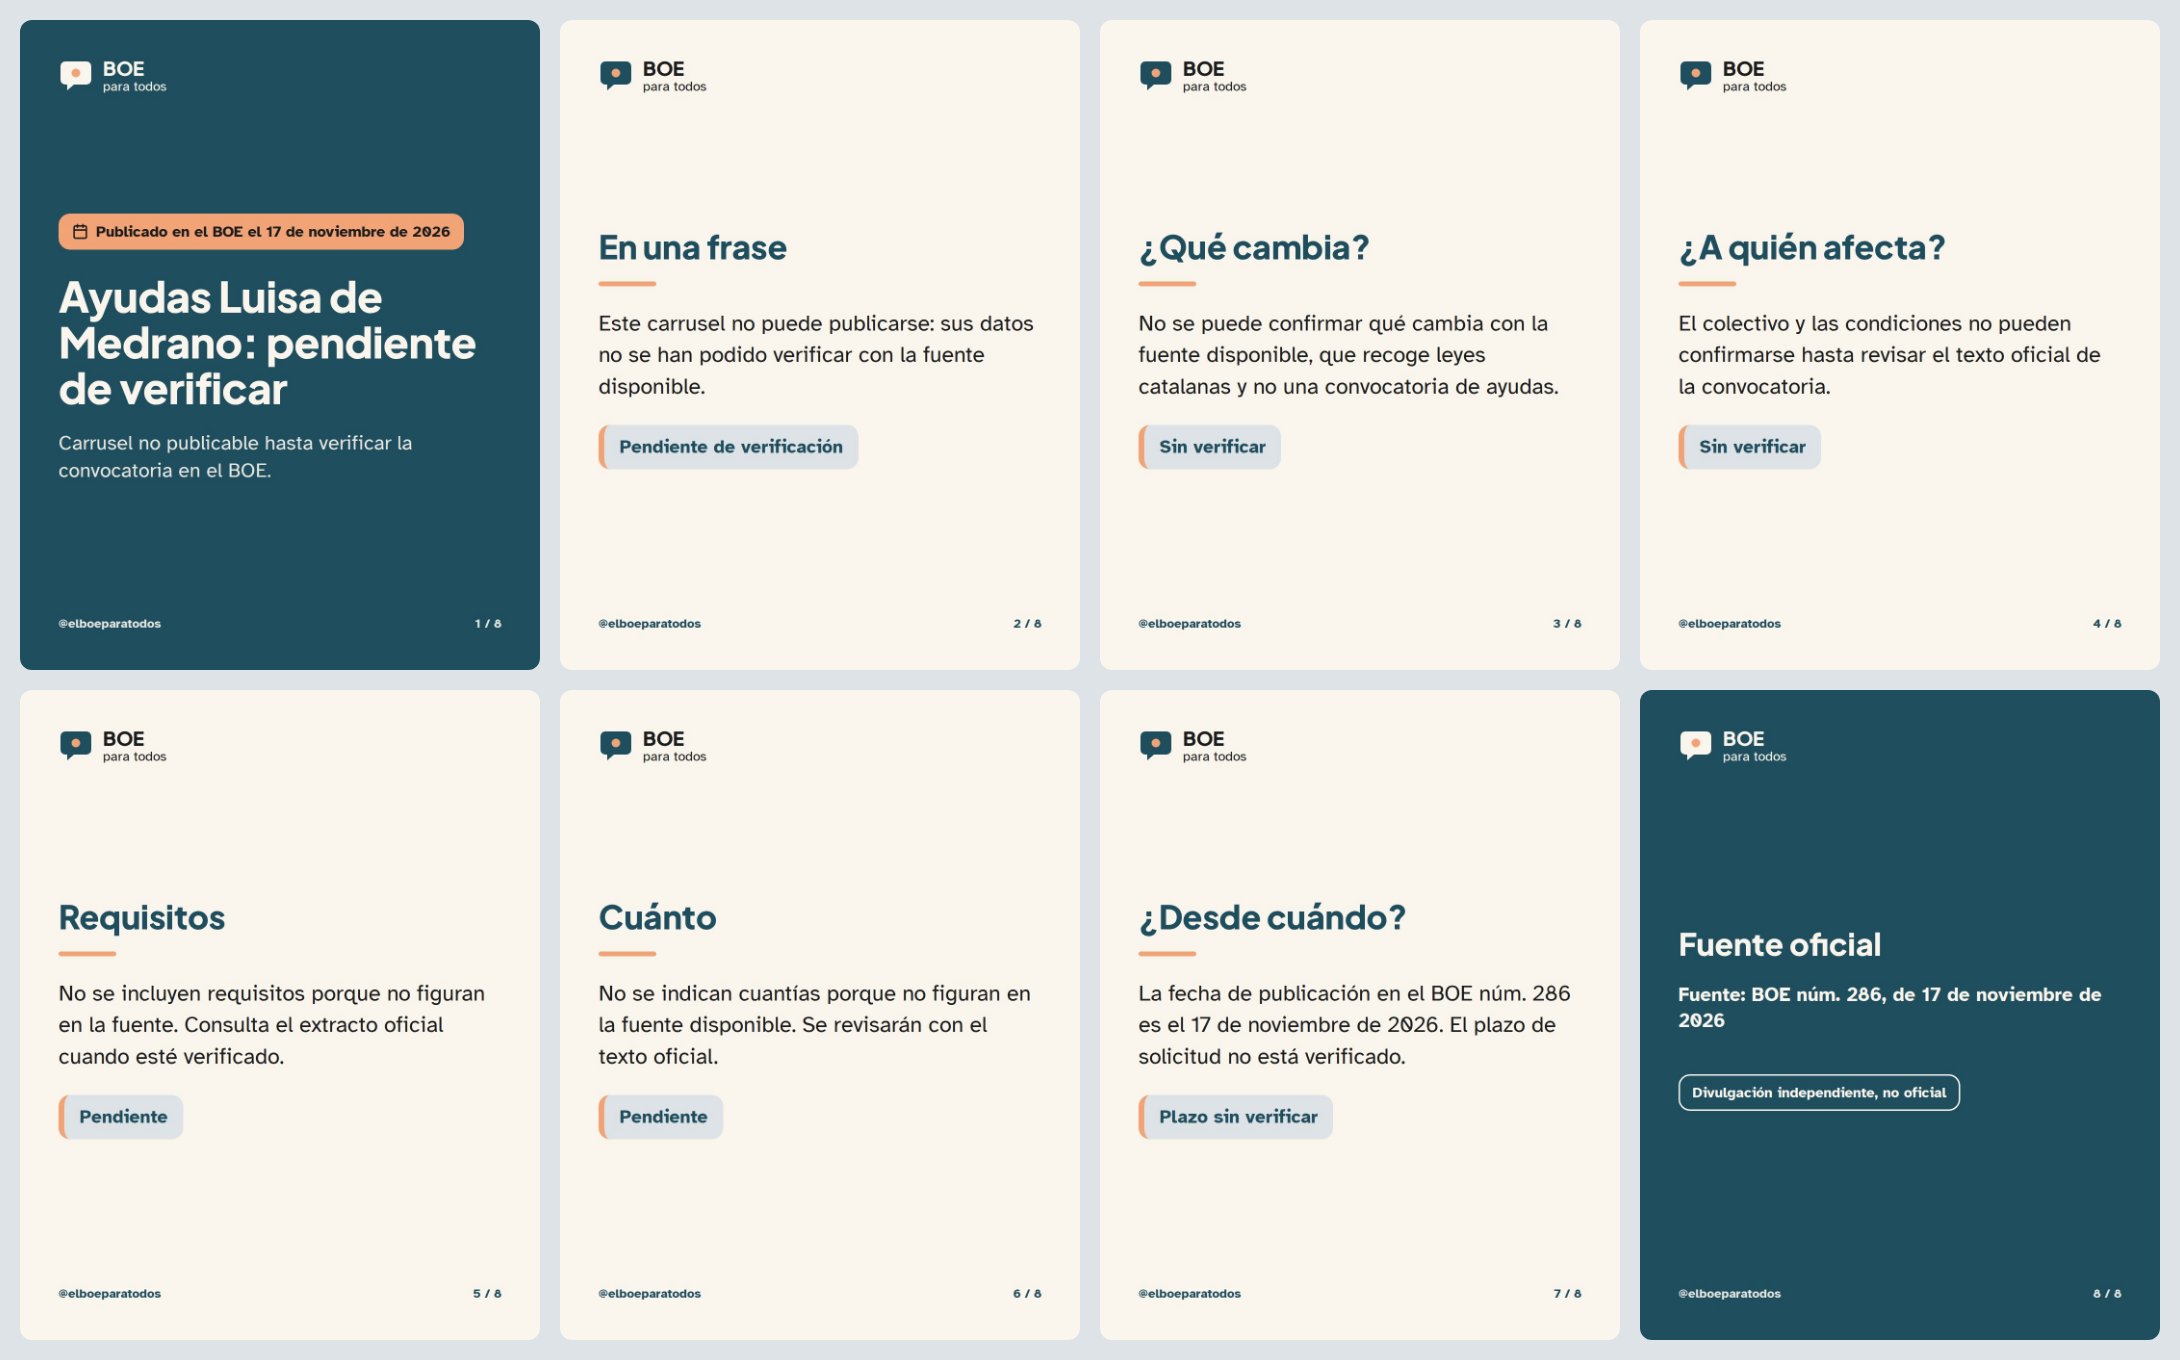 BOE
para todos
Publicado en el BOE el 17 de noviembre de 2026
Ayudas Luisa de
Medrano: pendiente
de verificar
Carrusel no publicable hasta verificar la
convocatoria en el BOE.
@elboeparatodos
1 / 8
BOE
para todos
En una frase
Este carrusel no puede publicarse: sus datos
no se han podido verificar con la fuente
disponible.
Pendiente de verificación
@elboeparatodos
2 / 8
BOE
para todos
¿Qué cambia?
No se puede confirmar qué cambia con la
fuente disponible, que recoge leyes
catalanas y no una convocatoria de ayudas.
Sin verificar
@elboeparatodos
3 / 8
BOE
para todos
¿A quién afecta?
El colectivo y las condiciones no pueden
confirmarse hasta revisar el texto oficial de
la convocatoria.
Sin verificar
@elboeparatodos
4 / 8
BOE
para todos
Requisitos
No se incluyen requisitos porque no figuran
en la fuente. Consulta el extracto oficial
cuando esté verificado.
Pendiente
@elboeparatodos
5 / 8
BOE
para todos
Cuánto
No se indican cuantías porque no figuran en
la fuente disponible. Se revisarán con el
texto oficial.
Pendiente
@elboeparatodos
6 / 8
BOE
para todos
¿Desde cuándo?
La fecha de publicación en el BOE núm. 286
es el 17 de noviembre de 2026. El plazo de
solicitud no está verificado.
Plazo sin verificar
@elboeparatodos
7 / 8
BOE
para todos
Fuente oficial
Fuente: BOE núm. 286, de 17 de noviembre de
2026
Divulgación independiente, no oficial
@elboeparatodos
8 / 8